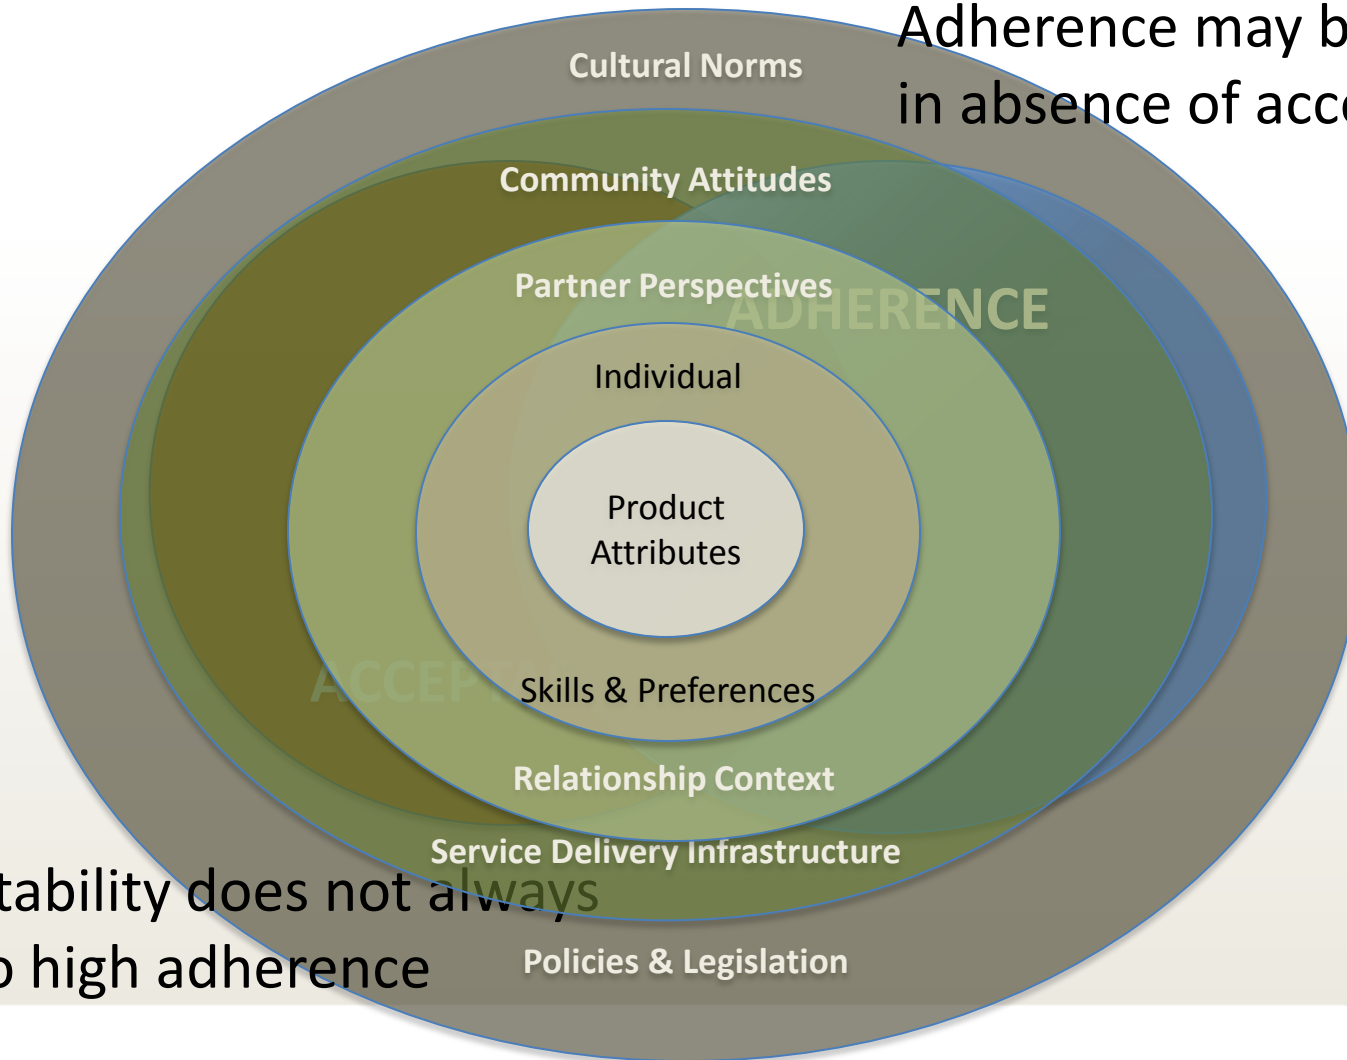 Adherence may b
in absence of acc
Cultural Norms
Community Attitudes
Partner Perspectives
ADHERENCE
Individual
Product
Attributes
ACCEPT
Skills & Preferences
Relationship Context
Service Delivery Infrastructure
tability does not always
o high adherence
Policies & Legislation